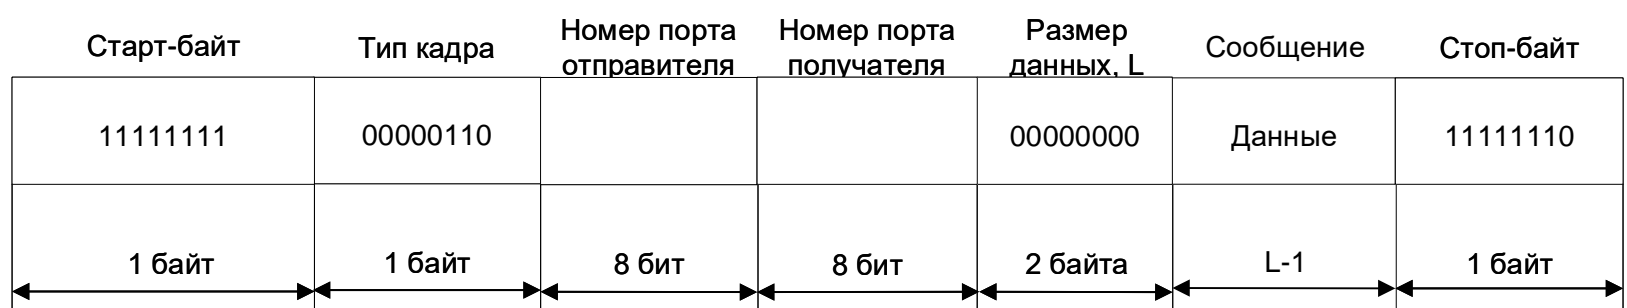 Старт-байт Тип кадра Номер порта отправителя Номер порта получателя Размер данных, L Сообщение Стоп-байт
11111111 00000110 00000000 Данные 11111110
1 байт 1 байт 8 бит 8 бит 2 байта L-1 1 байт